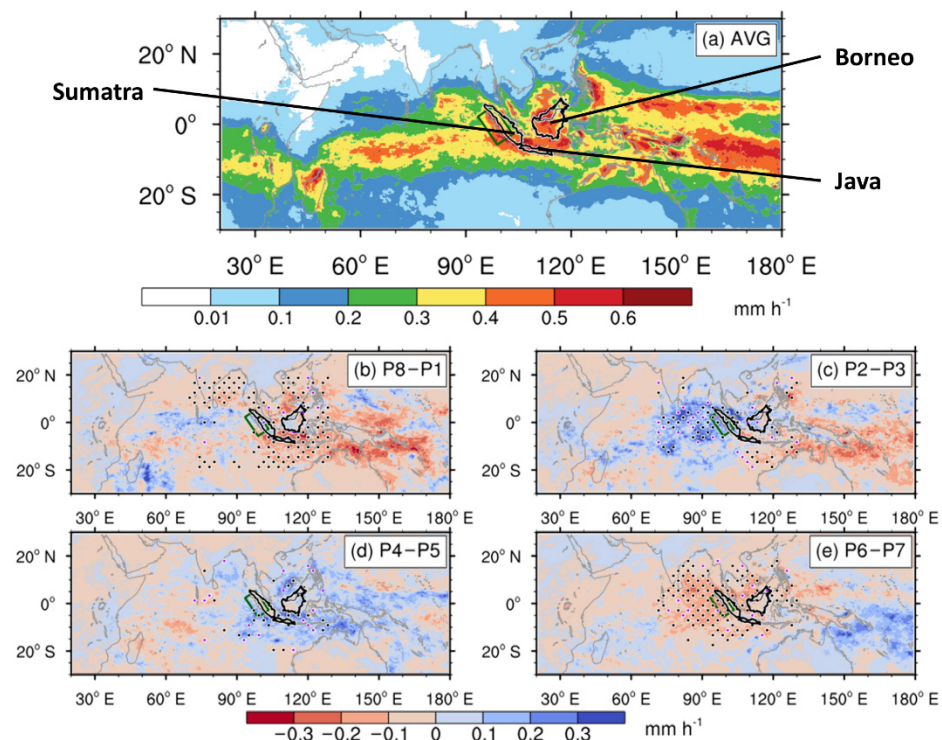 (a) AVG
Borneo
Sumatra
Java
20° N
0°
20° S
30° E 60° E 90° E 120° E 150° E 180° E
0.01 0.1 0.2 0.3 0.4 0.5 0.6 mm h⁻¹
(b) P8−P1
20° N
0°
20° S
30° E 60° E 90° E 120° E 150° E 180° E
(c) P2−P3
20° N
0°
20° S
30° E 60° E 90° E 120° E 150° E 180° E
(d) P4−P5
20° N
0°
20° S
30° E 60° E 90° E 120° E 150° E 180° E
(e) P6−P7
20° N
0°
20° S
30° E 60° E 90° E 120° E 150° E 180° E
−0.3 −0.2 −0.1 0 0.1 0.2 0.3 mm h⁻¹